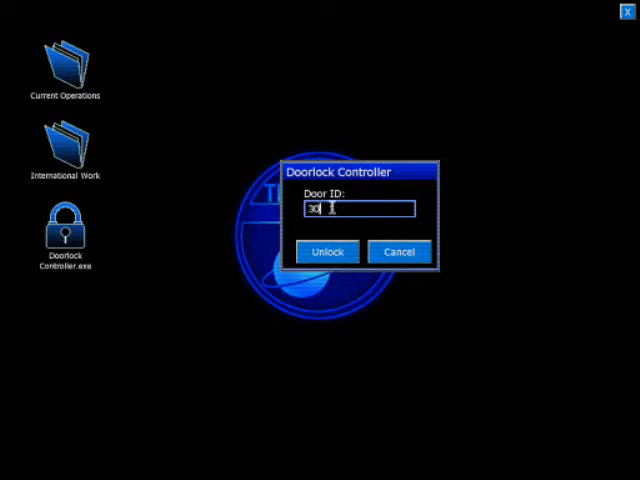 X
Current Operations
International Work
Doorlock
Controller.exe
Doorlock Controller
Door ID:
30
Unlock
Cancel